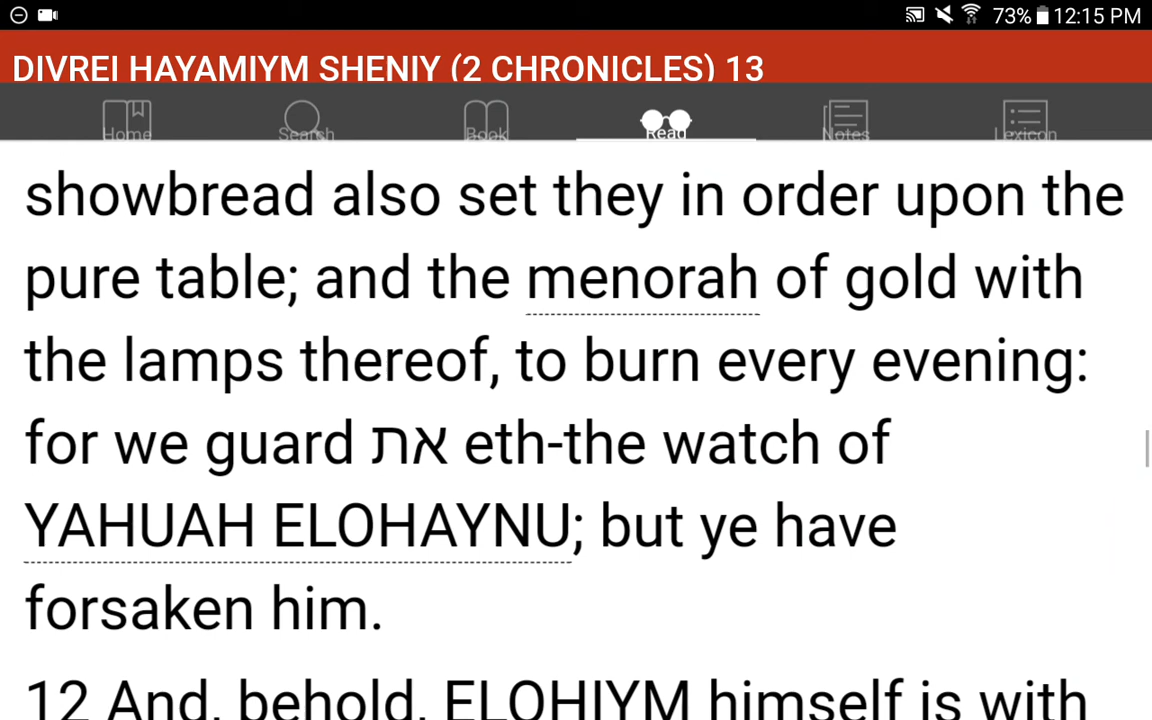 73% 12:15 PM
DIVREI HAYAMIYM SHENIY (2 CHRONICLES) 13
Home Search Book Read Notes Lexicon
showbread also set they in order upon the
pure table; and the menorah of gold with
the lamps thereof, to burn every evening:
for we guard את eth-the watch of
YAHUAH ELOHAYNU; but ye have
forsaken him.
12 And, behold, ELOHIYM himself is with